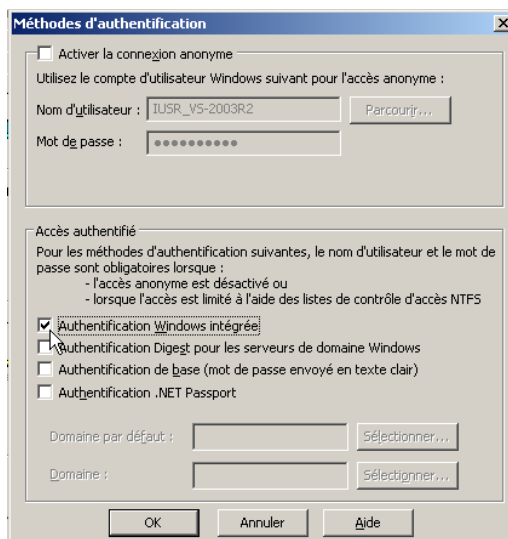 Méthodes d'authentification
Activer la connexion anonyme
Utilisez le compte d'utilisateur Windows suivant pour l'accès anonyme :
Nom d'utilisateur :
IUSR_VS-2003R2
Parcourir...
Mot de passe :
●●●●●●●●●●
Accès authentifié
Pour les méthodes d'authentification suivantes, le nom d'utilisateur et le mot de
passe sont obligatoires lorsque :
- l'accès anonyme est désactivé ou
- lorsque l'accès est limité à l'aide des listes de contrôle d'accès NTFS
Authentification Windows intégrée
Authentification Digest pour les serveurs de domaine Windows
Authentification de base (mot de passe envoyé en texte clair)
Authentification .NET Passport
Domaine par défaut :
Sélectionner...
Domaine :
Sélectionner...
OK
Annuler
Aide